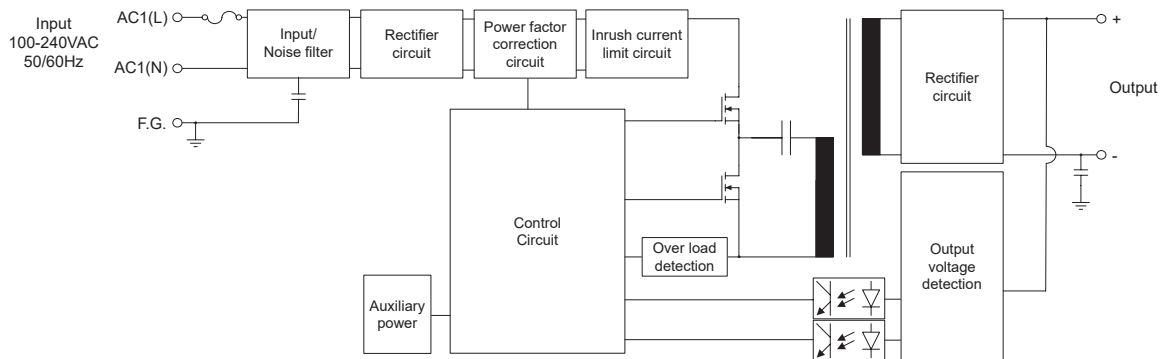 Input
100-240VAC
50/60Hz
AC1(L)
AC1(N)
F.G.
Input/
Noise filter
Rectifier
circuit
Power factor
correction
circuit
Inrush current
limit circuit
Rectifier
circuit
+
Output
-
Control
Circuit
Over load
detection
Output
voltage
detection
Auxiliary
power